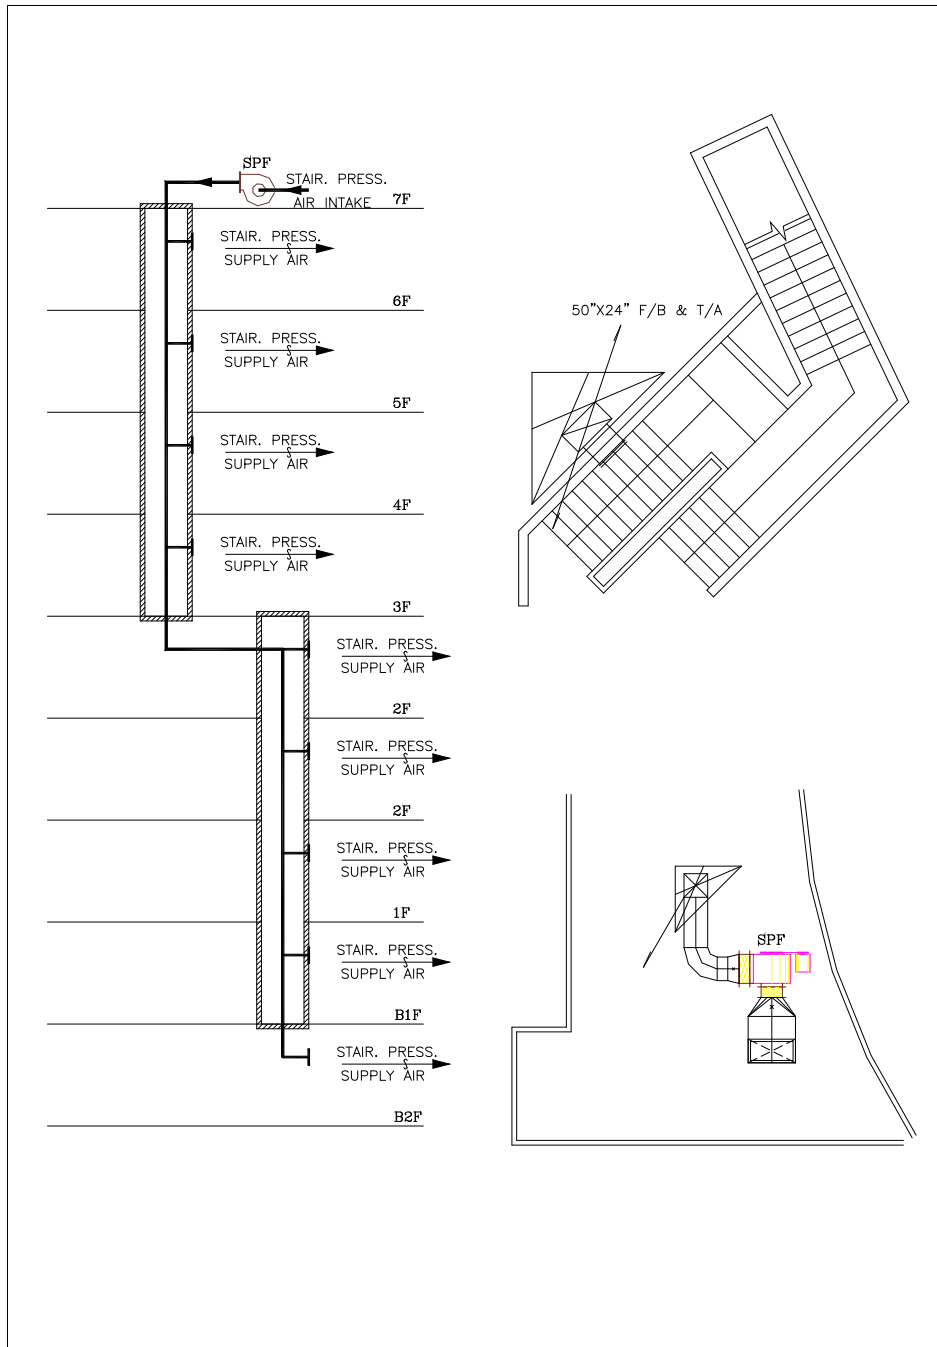 SPF
STAIR. PRESS.
AIR INTAKE
7F
STAIR. PRESS.
SUPPLY AIR
6F
STAIR. PRESS.
SUPPLY AIR
5F
STAIR. PRESS.
SUPPLY AIR
4F
STAIR. PRESS.
SUPPLY AIR
3F
STAIR. PRESS.
SUPPLY AIR
2F
STAIR. PRESS.
SUPPLY AIR
2F
STAIR. PRESS.
SUPPLY AIR
1F
STAIR. PRESS.
SUPPLY AIR
B1F
STAIR. PRESS.
SUPPLY AIR
B2F
50"X24" F/B & T/A
SPF